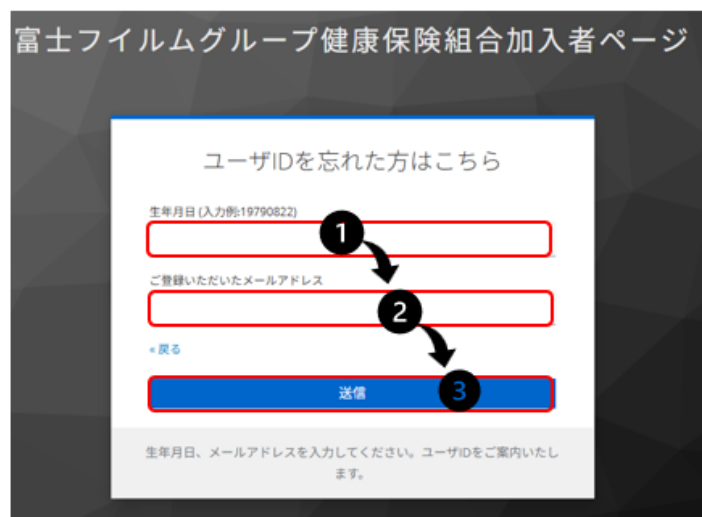 富士フイルムグループ健康保険組合加入者ページ
ユーザIDを忘れた方はこちら
生年月日 (入力例:19790822)
1
ご登録いただいたメールアドレス
2
« 戻る
送信
3
生年月日、メールアドレスを入力してください。ユーザIDをご案内いたし
ます。